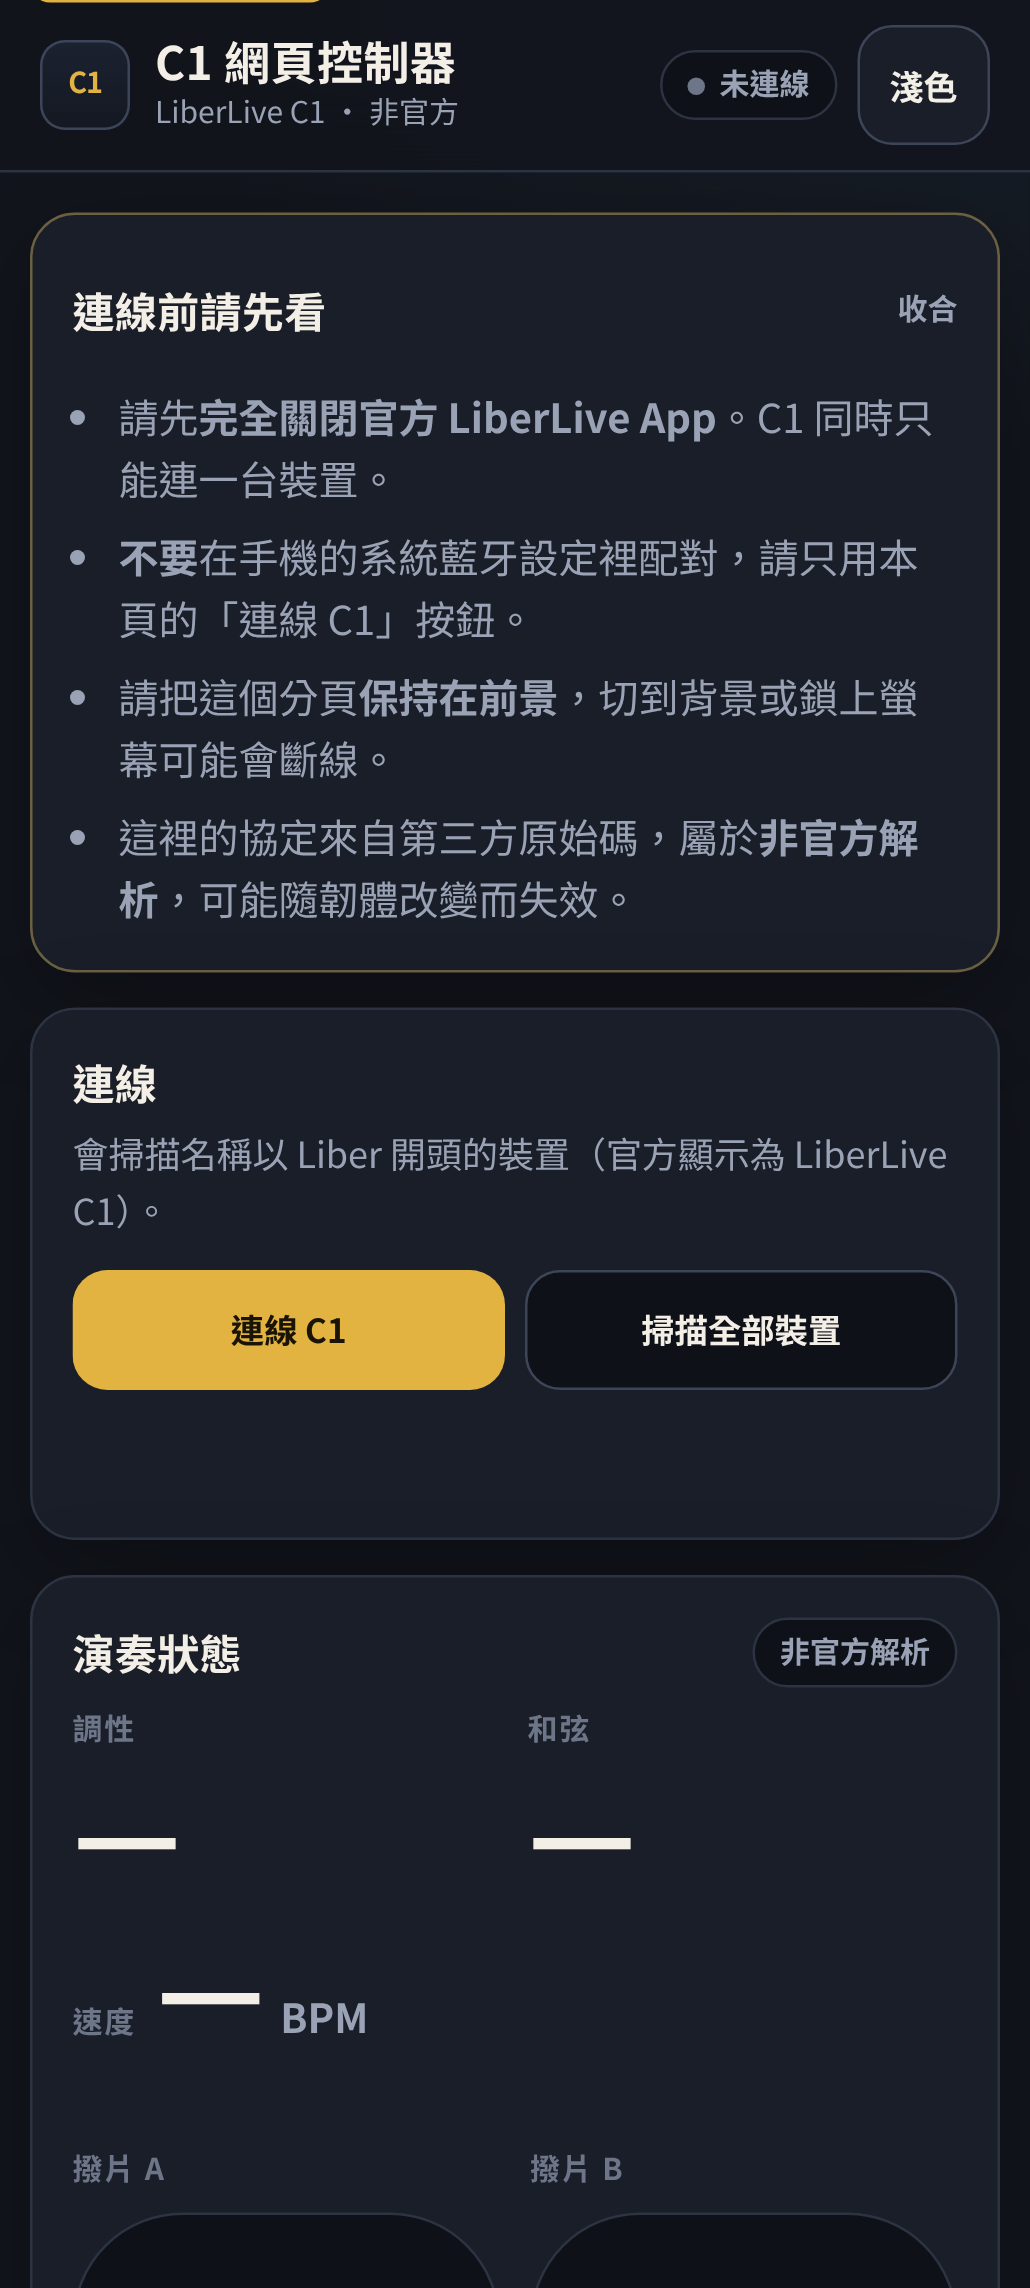 C1
C1 網頁控制器
LiberLive C1 · 非官方
未連線
淺色
連線前請先看
收合
請先完全關閉官方 LiberLive App。C1 同時只
能連一台裝置。
不要在手機的系統藍牙設定裡配對，請只用本
頁的「連線 C1」按鈕。
請把這個分頁保持在前景，切到背景或鎖上螢
幕可能會斷線。
這裡的協定來自第三方原始碼，屬於非官方解
析，可能隨韌體改變而失效。
連線
會掃描名稱以 Liber 開頭的裝置（官方顯示為 LiberLive
C1）。
連線 C1
掃描全部裝置
演奏狀態
非官方解析
調性
和弦
—
—
速度 — BPM
撥片 A
撥片 B